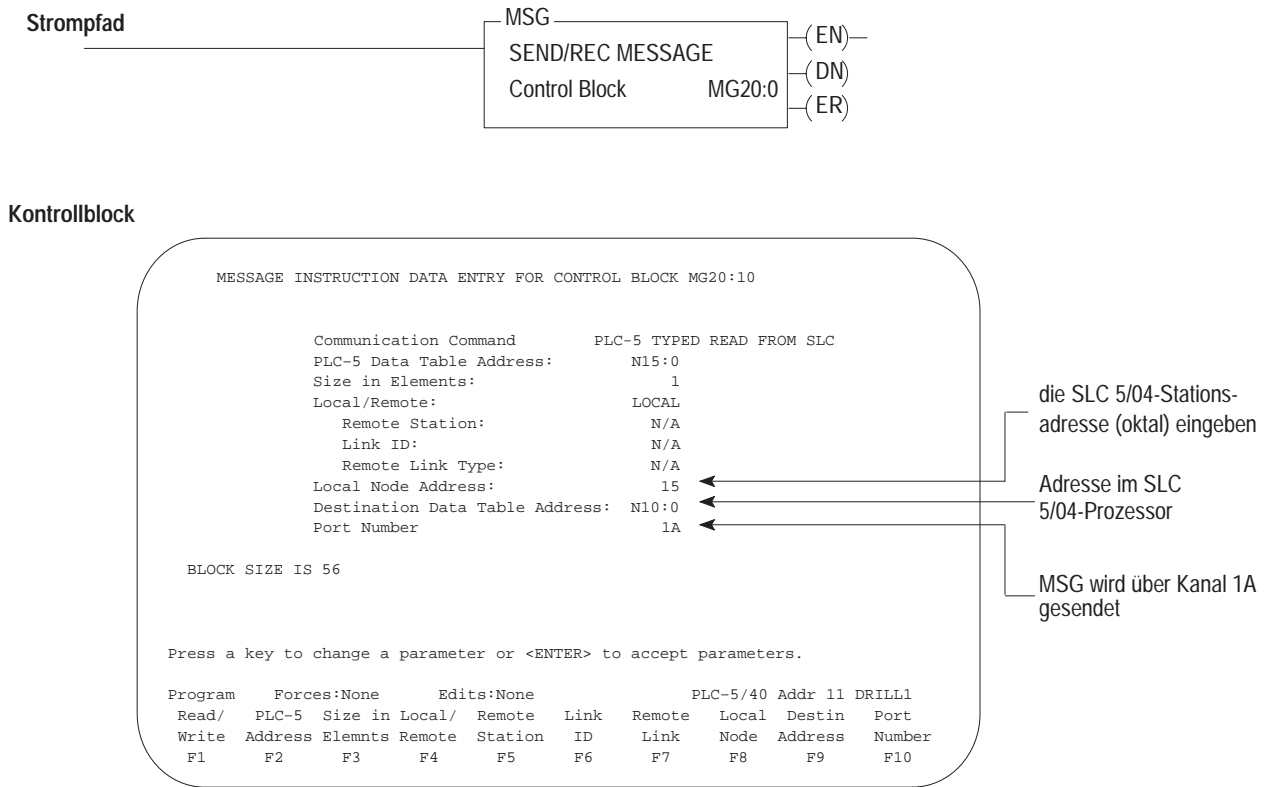 Strompfad
MSG
SEND/REC MESSAGE
Control Block MG20:0
(EN)
(DN)
(ER)
Kontrollblock
MESSAGE INSTRUCTION DATA ENTRY FOR CONTROL BLOCK MG20:10
Communication Command PLC-5 TYPED READ FROM SLC
PLC-5 Data Table Address: N15:0
Size in Elements: 1
Local/Remote: LOCAL
Remote Station: N/A
Link ID: N/A
Remote Link Type: N/A
Local Node Address: 15
Destination Data Table Address: N10:0
Port Number 1A
BLOCK SIZE IS 56
Press a key to change a parameter or <ENTER> to accept parameters.
Program Forces:None Edits:None PLC-5/40 Addr 11 DRILL1
Read/ PLC-5 Size in Local/ Remote Link Remote Local Destin Port
Write Address Elemnts Remote Station ID Link Node Address Number
F1 F2 F3 F4 F5 F6 F7 F8 F9 F10
die SLC 5/04-Stations-
adresse (oktal) eingeben
Adresse im SLC
5/04-Prozessor
MSG wird über Kanal 1A
gesendet